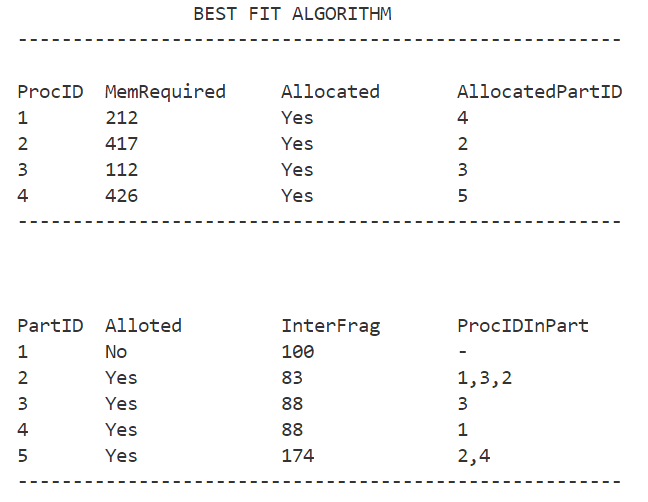 BEST FIT ALGORITHM
-------------------------------------------------------
ProcID MemRequired Allocated AllocatedPartID
1 212 Yes 4
2 417 Yes 2
3 112 Yes 3
4 426 Yes 5
-------------------------------------------------------
PartID Alloted InterFrag ProcIDInPart
1 No 100 -
2 Yes 83 1,3,2
3 Yes 88 3
4 Yes 88 1
5 Yes 174 2,4
-------------------------------------------------------